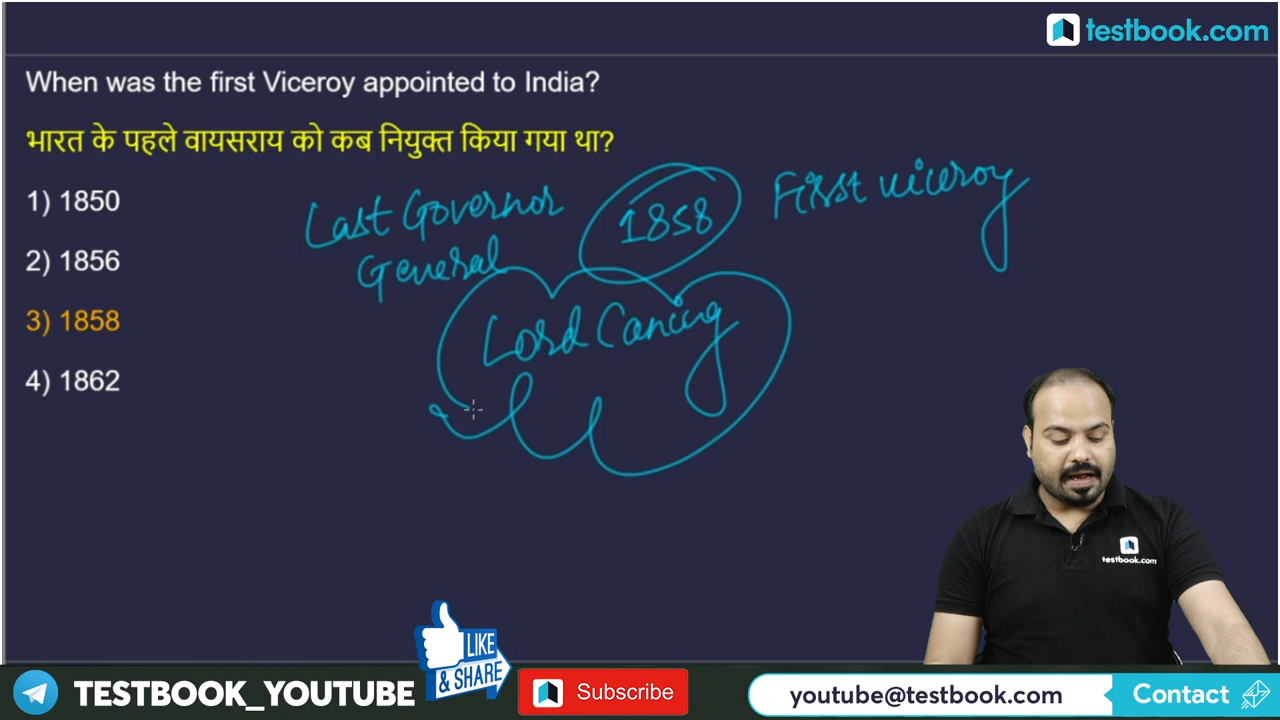 testbook.com
When was the first Viceroy appointed to India?
भारत के पहले वायसराय को कब नियुक्त किया गया था?
1) 1850
2) 1856
3) 1858
4) 1862
Last Governor
General
1858
First viceroy
Lord Caning
testbook.com
LIKE
& SHARE
TESTBOOK_YOUTUBE
Subscribe
youtube@testbook.com
Contact